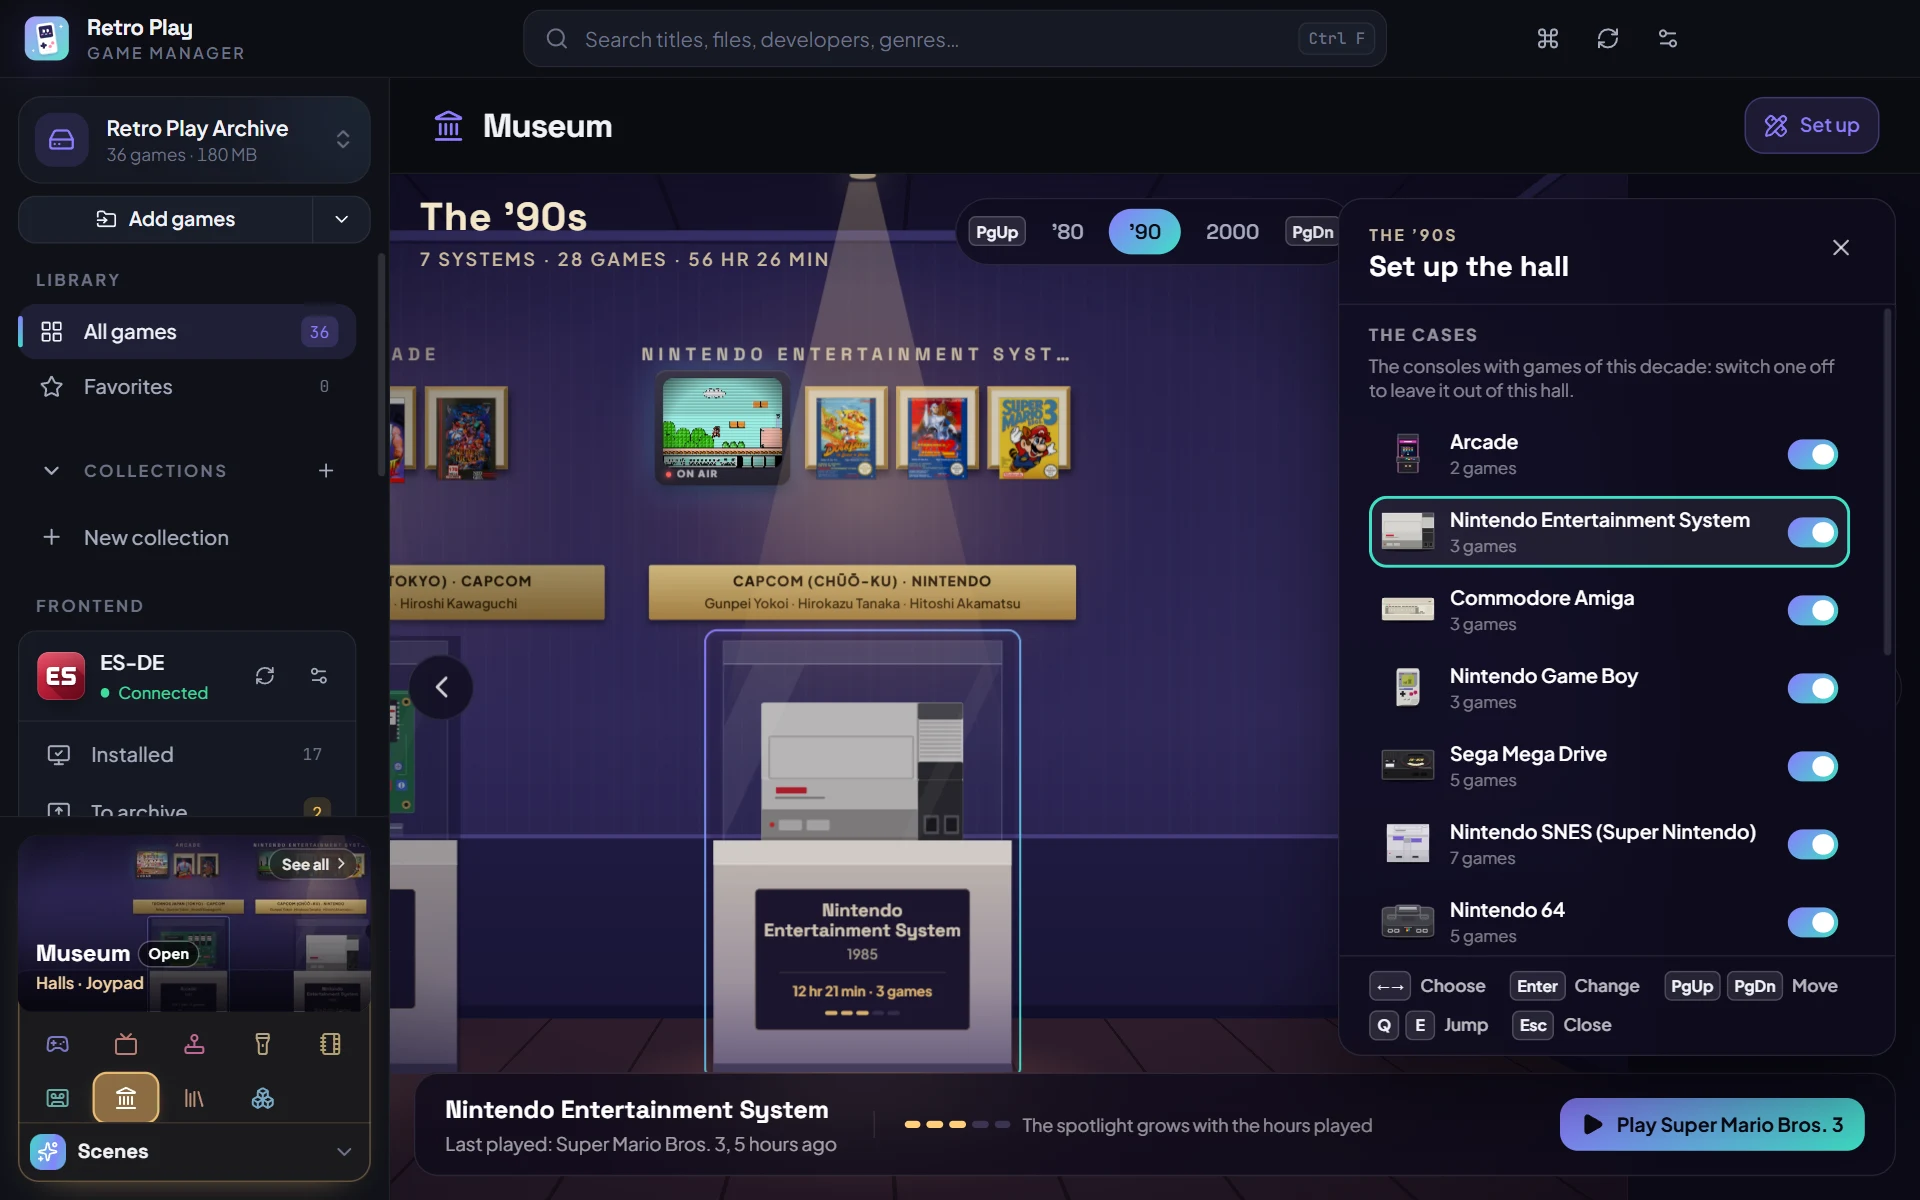 Retro Play
GAME MANAGER
Search titles, files, developers, genres...
Ctrl F
Retro Play Archive
36 games · 180 MB
Add games
LIBRARY
All games
36
Favorites
0
COLLECTIONS
New collection
FRONTEND
ES
ES-DE
Connected
Installed
17
To archive
2
See all
Museum
Open
Halls · Joypad
Scenes
Museum
Set up
The ’90s
7 SYSTEMS · 28 GAMES · 56 HR 26 MIN
PgUp
’80
’90
2000
PgDn
ADE
NINTENDO ENTERTAINMENT SYST…
ON AIR
SUPER
MARIO
3
TOKYO) · CAPCOM
· Hiroshi Kawaguchi
CAPCOM (CHŪŌ-KU) · NINTENDO
Gunpei Yokoi · Hirokazu Tanaka · Hitoshi Akamatsu
Nintendo
Entertainment System
1985
12 hr 21 min · 3 games
Nintendo Entertainment System
Last played: Super Mario Bros. 3, 5 hours ago
The spotlight grows with the hours played
Play Super Mario Bros. 3
THE ’90S
Set up the hall
THE CASES
The consoles with games of this decade: switch one off
to leave it out of this hall.
Arcade
2 games
Nintendo Entertainment System
3 games
Commodore Amiga
3 games
Nintendo Game Boy
3 games
Sega Mega Drive
5 games
Nintendo SNES (Super Nintendo)
7 games
Nintendo 64
5 games
←→ Choose
Enter Change
PgUp PgDn Move
Q E Jump
Esc Close